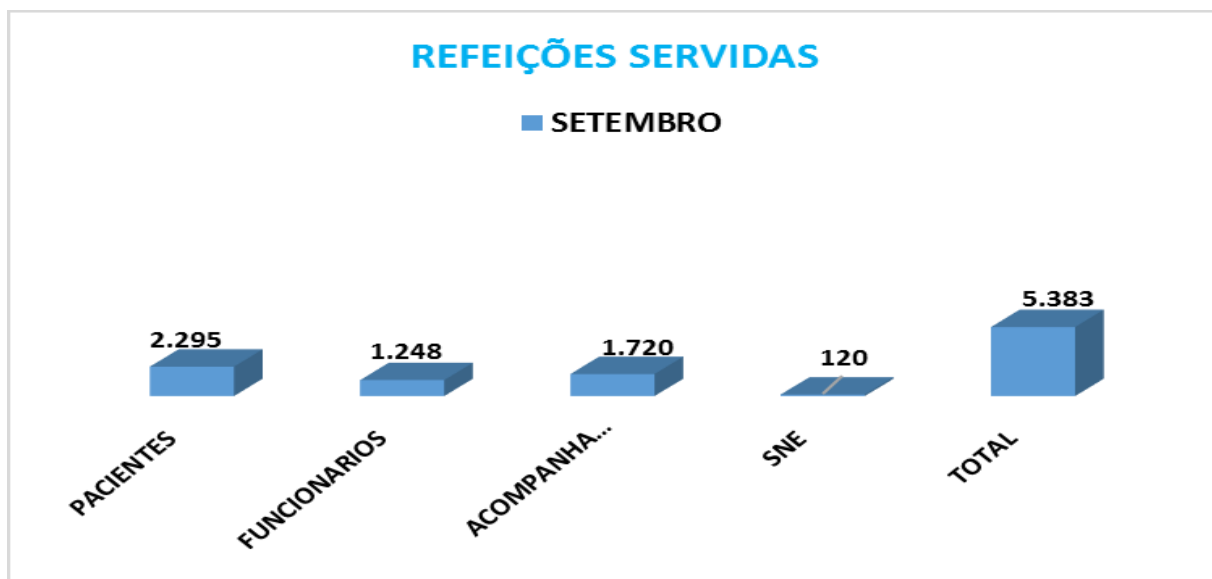 REFEIÇÕES SERVIDAS
SETEMBRO
2.295
1.248
1.720
120
5.383
PACIENTES
FUNCIONARIOS
ACOMPANHA...
SNE
TOTAL